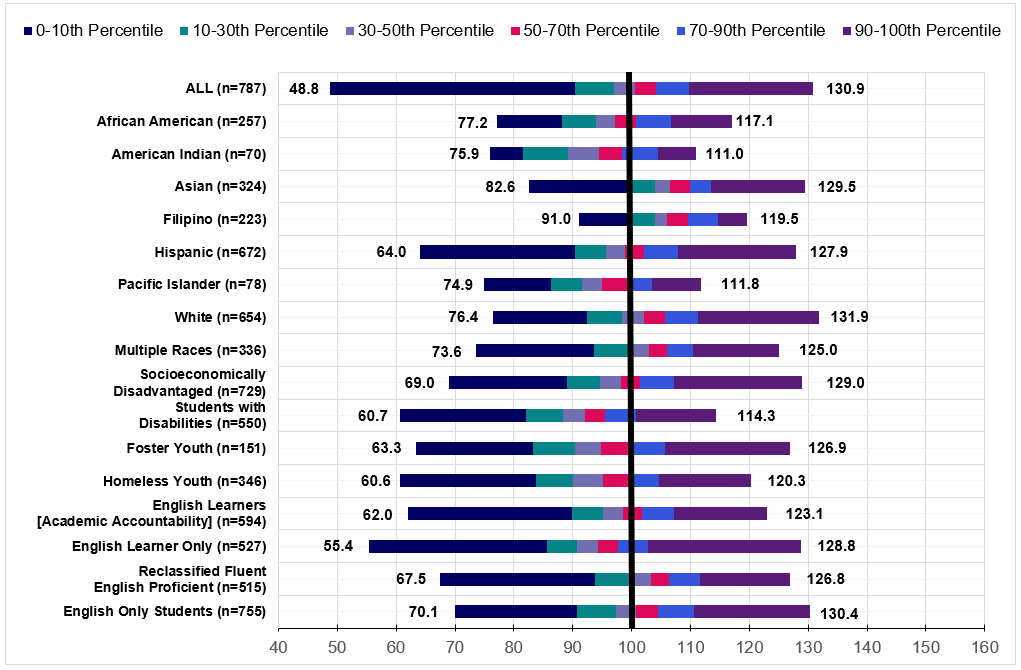 0-10th Percentile 10-30th Percentile 30-50th Percentile 50-70th Percentile 70-90th Percentile 90-100th Percentile
ALL (n=787) 48.8 130.9
African American (n=257) 77.2 117.1
American Indian (n=70) 75.9 111.0
Asian (n=324) 82.6 129.5
Filipino (n=223) 91.0 119.5
Hispanic (n=672) 64.0 127.9
Pacific Islander (n=78) 74.9 111.8
White (n=654) 76.4 131.9
Multiple Races (n=336) 73.6 125.0
Socioeconomically
Disadvantaged (n=729) 69.0 129.0
Students with
Disabilities (n=550) 60.7 114.3
Foster Youth (n=151) 63.3 126.9
Homeless Youth (n=346) 60.6 120.3
English Learners
[Academic Accountability] (n=594) 62.0 123.1
English Learner Only (n=527) 55.4 128.8
Reclassified Fluent
English Proficient (n=515) 67.5 126.8
English Only Students (n=755) 70.1 130.4
40 50 60 70 80 90 100 110 120 130 140 150 160